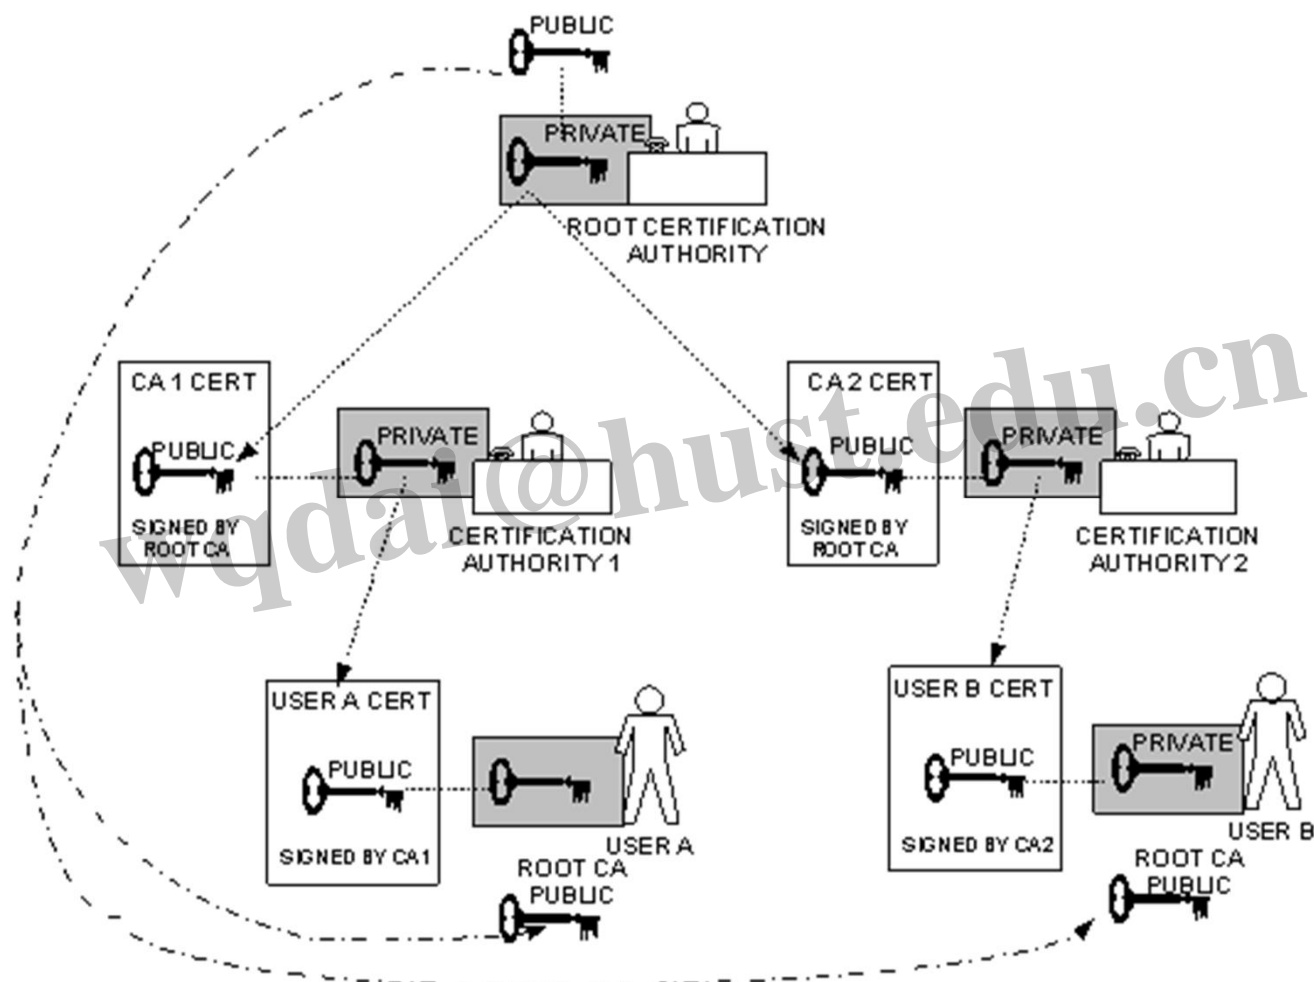 PUBLIC
PRIVATE
ROOT CERTIFICATION
AUTHORITY
CA 1 CERT
PUBLIC
SIGNED BY
ROOT CA
PRIVATE
CERTIFICATION
AUTHORITY 1
CA 2 CERT
PUBLIC
SIGNED BY
ROOT CA
PRIVATE
CERTIFICATION
AUTHORITY 2
wqdai@hust.edu.cn
USER A CERT
PUBLIC
SIGNED BY CA1
USER A
ROOT CA
PUBLIC
USER B CERT
PUBLIC
SIGNED BY CA2
PRIVATE
USER B
ROOT CA
PUBLIC